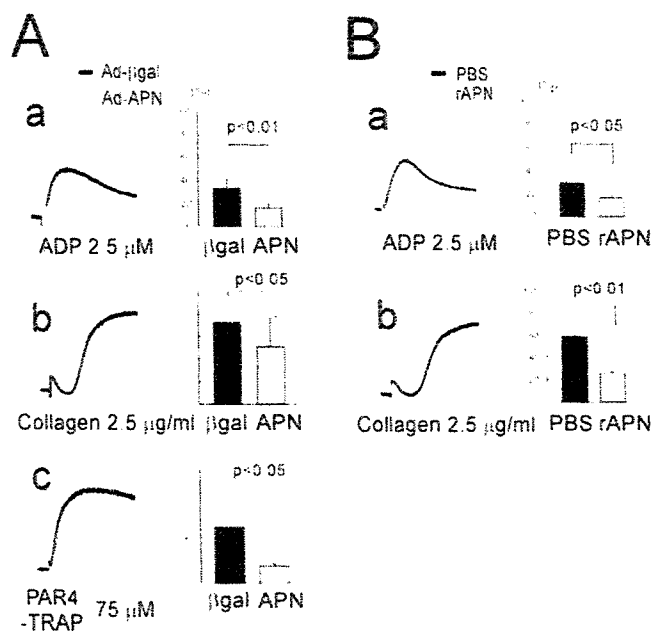 A
Ad-βgal
Ad-APN
a
p<0.01
ADP 2 5 μM
βgal APN
b
p<0 05
Collagen 2.5 μg/ml
βgal APN
c
p<0 05
PAR4
-TRAP
75 μM
βgal APN
B
PBS
rAPN
a
p<0 05
ADP 2.5 μM
PBS rAPN
b
p<0 01
Collagen 2.5 μg/ml
PBS rAPN